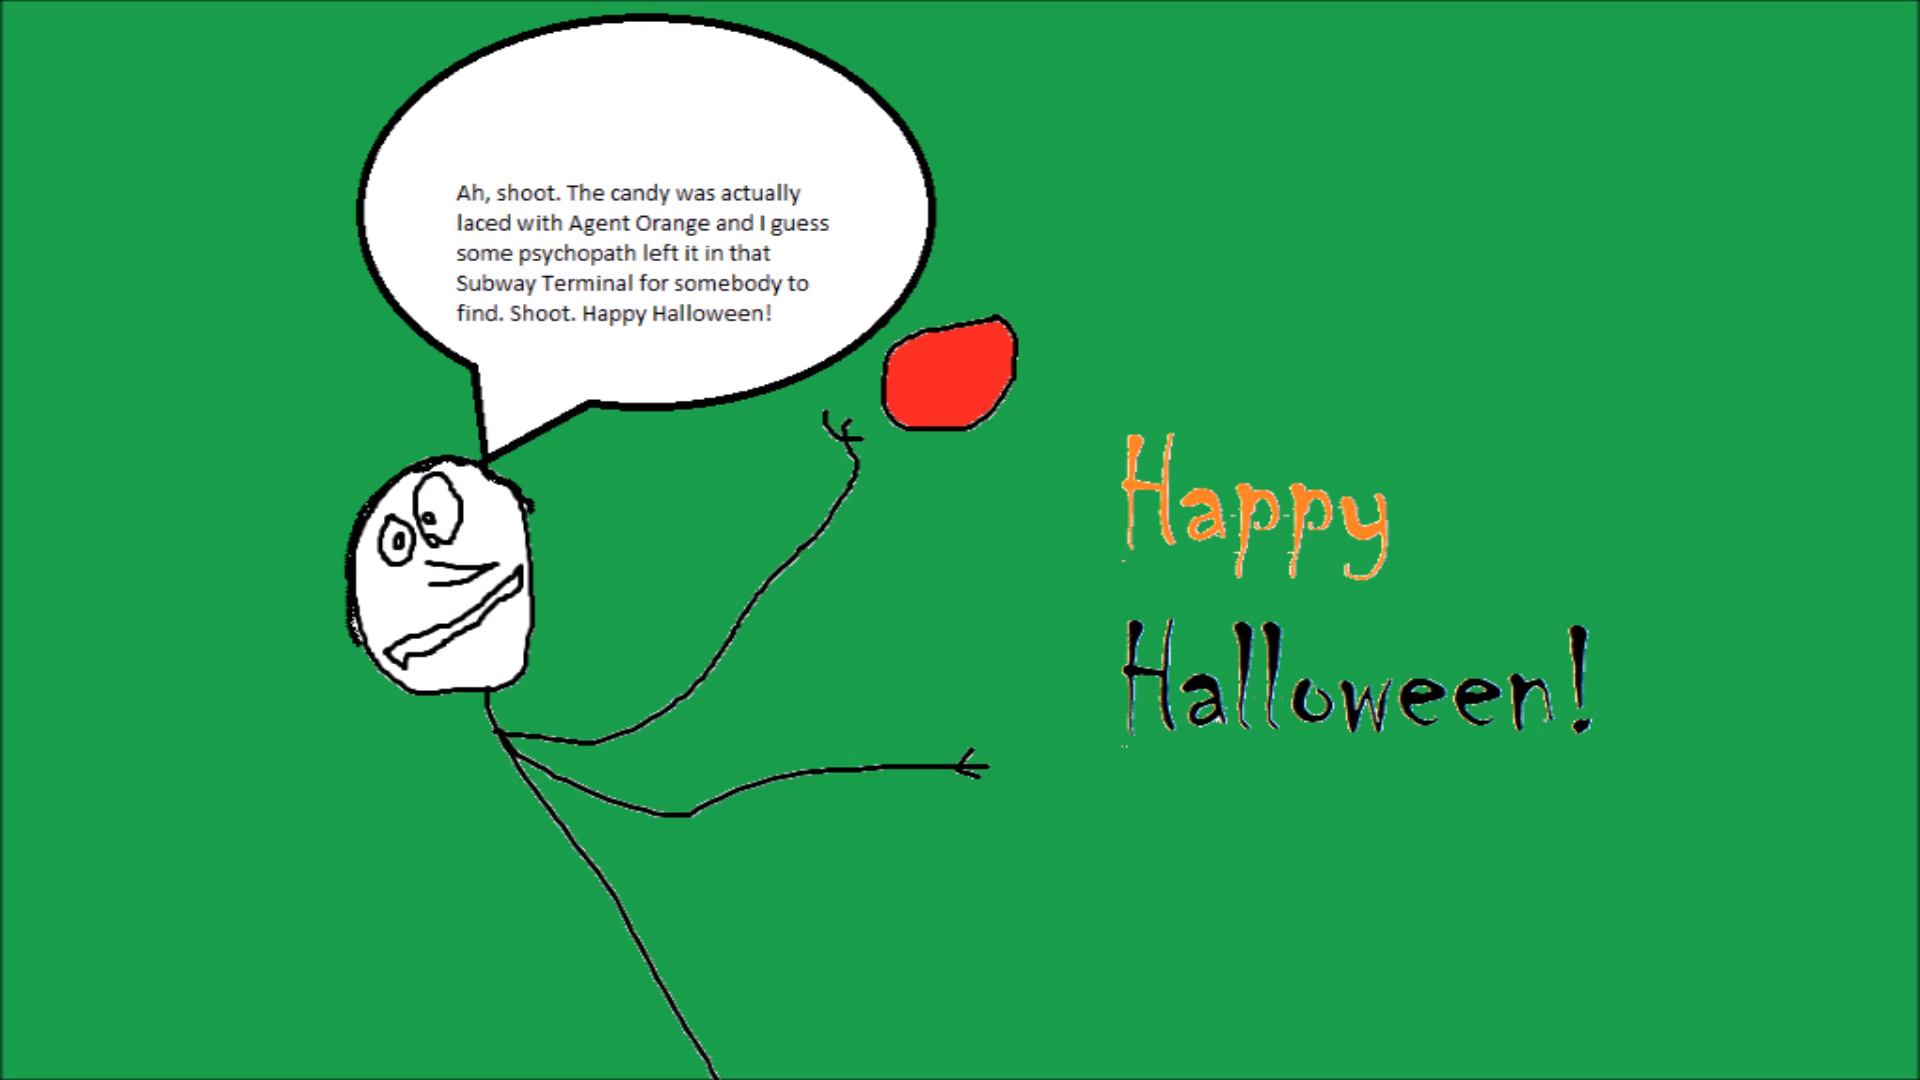 Ah, shoot. The candy was actually
laced with Agent Orange and I guess
some psychopath left it in that
Subway Terminal for somebody to
find. Shoot. Happy Halloween!
Happy
Halloween!